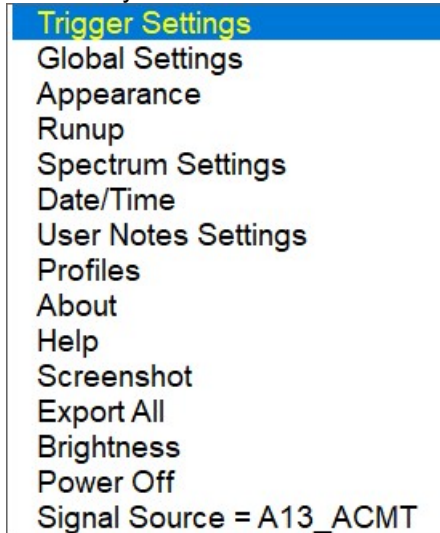 Trigger Settings
Global Settings
Appearance
Runup
Spectrum Settings
Date/Time
User Notes Settings
Profiles
About
Help
Screenshot
Export All
Brightness
Power Off
Signal Source = A13_ACMT